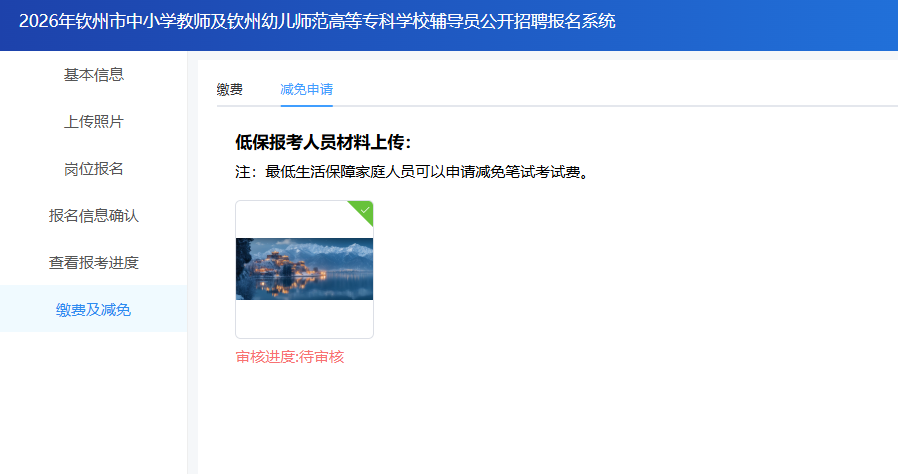 2026年钦州市中小学教师及钦州幼儿师范高等专科学校辅导员公开招聘报名系统
基本信息
上传照片
岗位报名
报名信息确认
查看报考进度
缴费及减免
缴费
减免申请
低保报考人员材料上传：
注：最低生活保障家庭人员可以申请减免笔试考试费。
审核进度:待审核